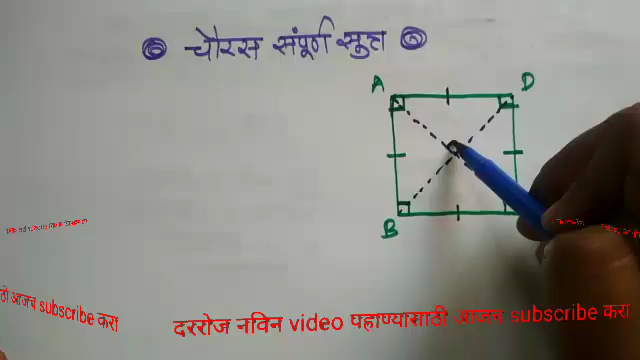 चौरस संपूर्ण सुत्र
A
D
B
ठी आजच subscribe करा
दररोज नविन video पहाण्यासाठी आजच subscribe करा